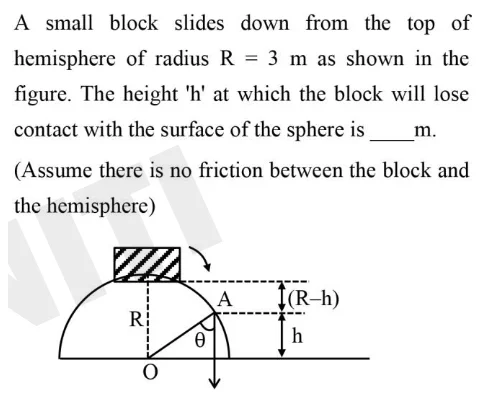 A small block slides down from the top of
hemisphere of radius R = 3 m as shown in the
figure. The height 'h' at which the block will lose
contact with the surface of the sphere is ____m.
(Assume there is no friction between the block and
the hemisphere)
A
(R–h)
R
θ
h
O